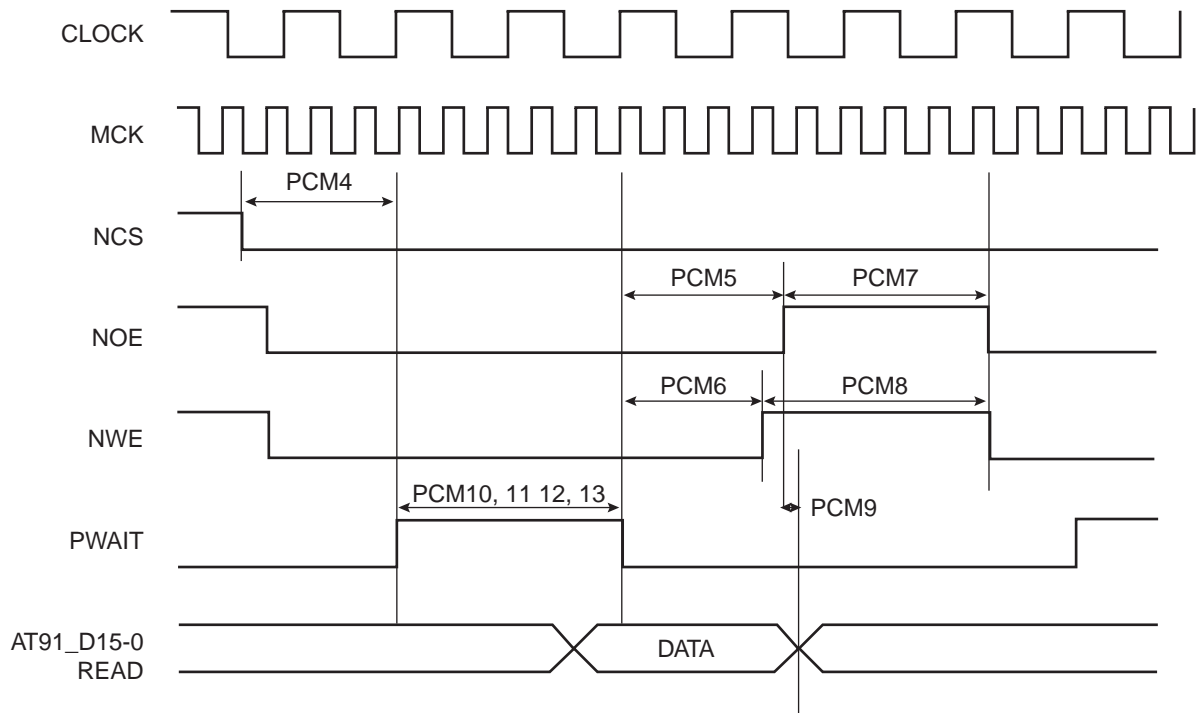 CLOCK
MCK
PCM4
NCS
PCM5
PCM7
NOE
PCM6
PCM8
NWE
PCM10, 11 12, 13
PCM9
PWAIT
AT91_D15-0
READ
DATA